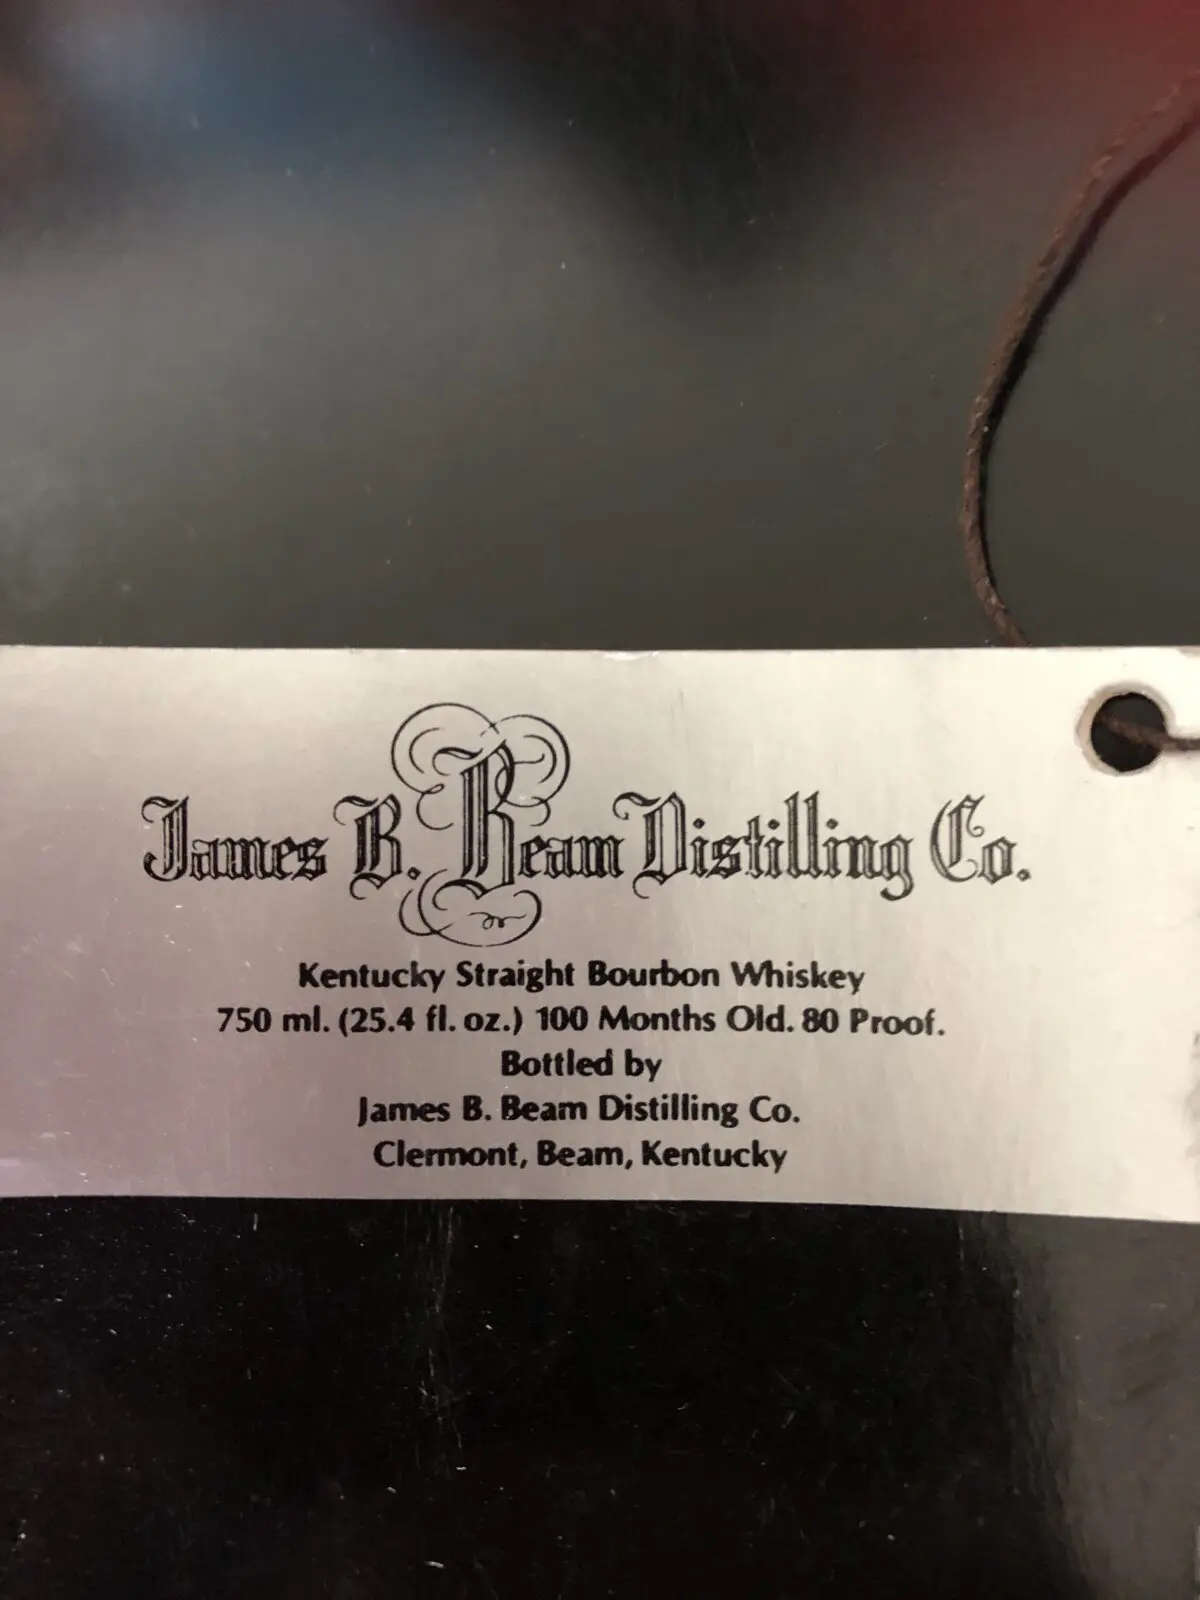 James B. Beam Distilling Co.
Kentucky Straight Bourbon Whiskey
750 ml. (25.4 fl. oz.) 100 Months Old. 80 Proof.
Bottled by
James B. Beam Distilling Co.
Clermont, Beam, Kentucky